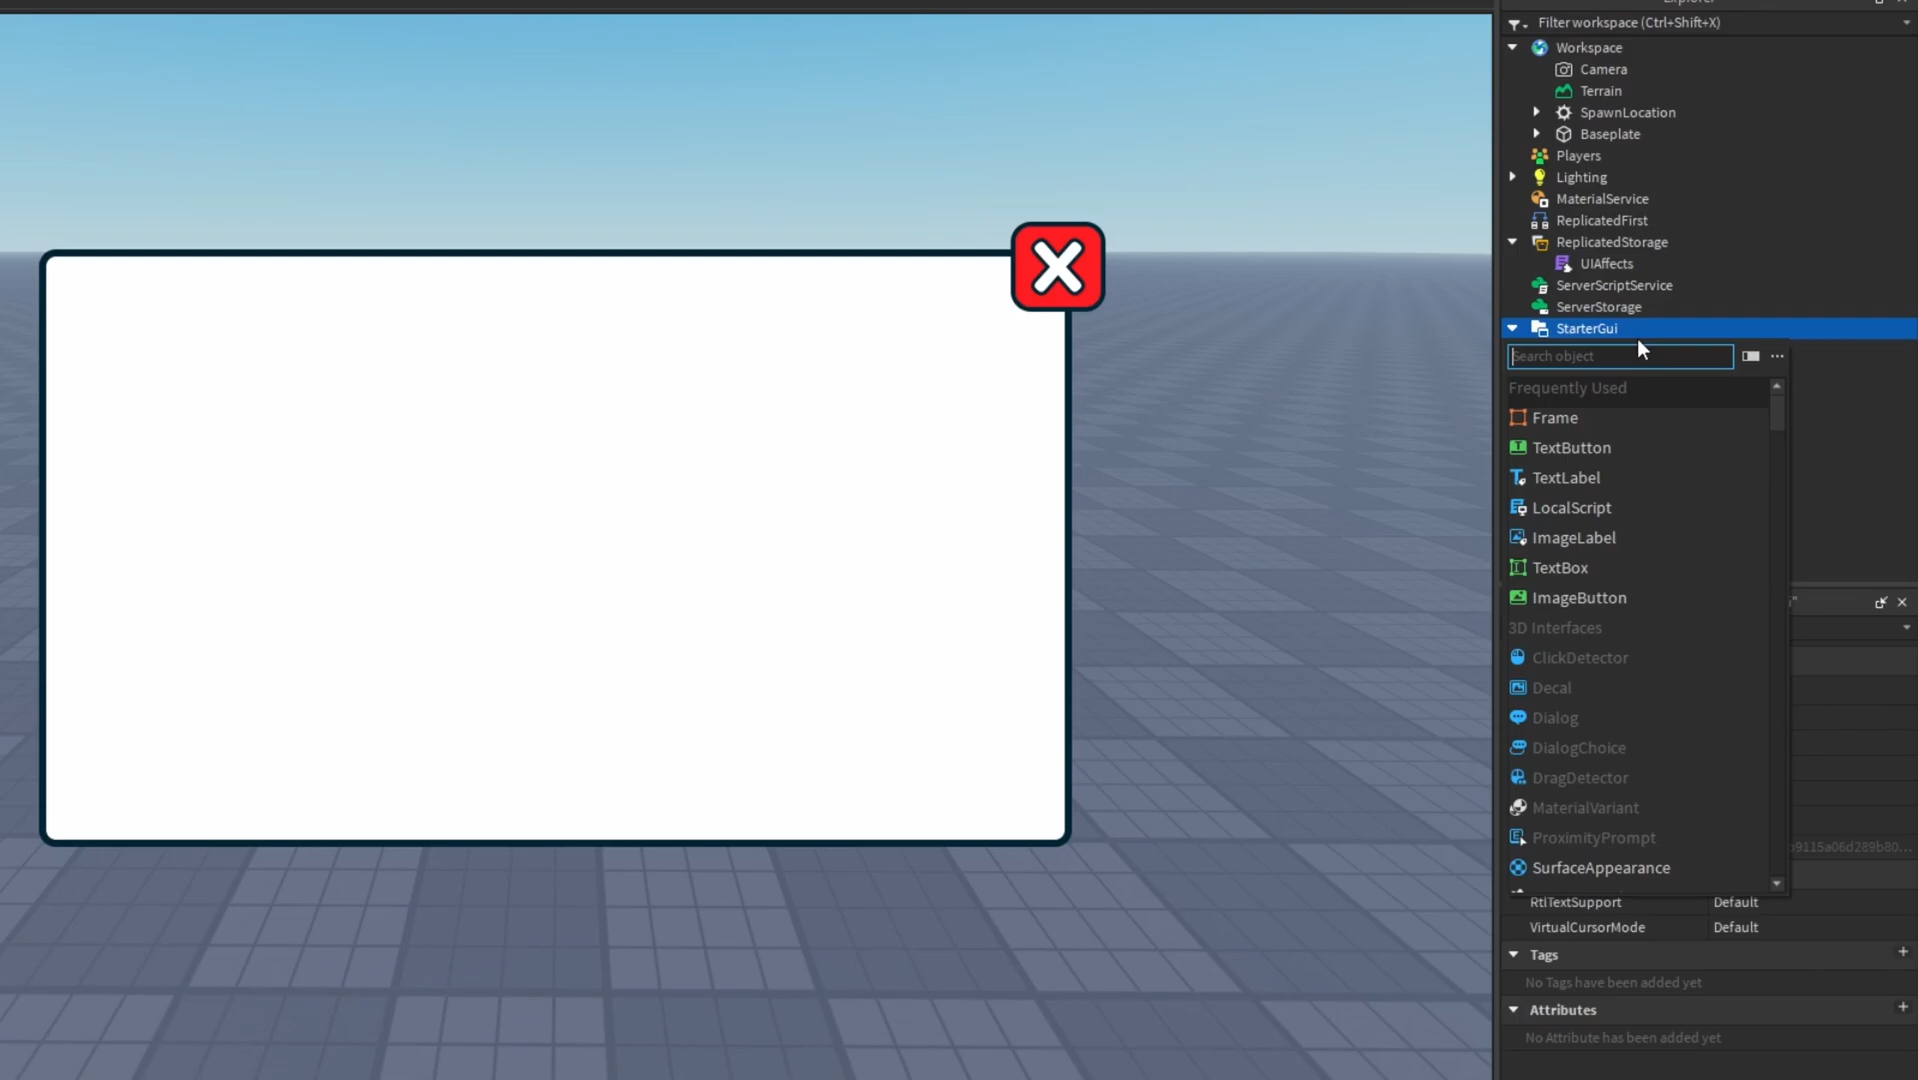 Filter workspace (Ctrl+Shift+X)
Workspace
Camera
Terrain
SpawnLocation
Baseplate
Players
Lighting
MaterialService
ReplicatedFirst
ReplicatedStorage
UIAffects
ServerScriptService
ServerStorage
StarterGui
Search object
Frequently Used
Frame
TextButton
TextLabel
LocalScript
ImageLabel
TextBox
ImageButton
3D Interfaces
ClickDetector
Decal
Dialog
DialogChoice
DragDetector
MaterialVariant
ProximityPrompt
SurfaceAppearance
RtlTextSupport Default
VirtualCursorMode Default
Tags
No Tags have been added yet
Attributes
No Attribute has been added yet